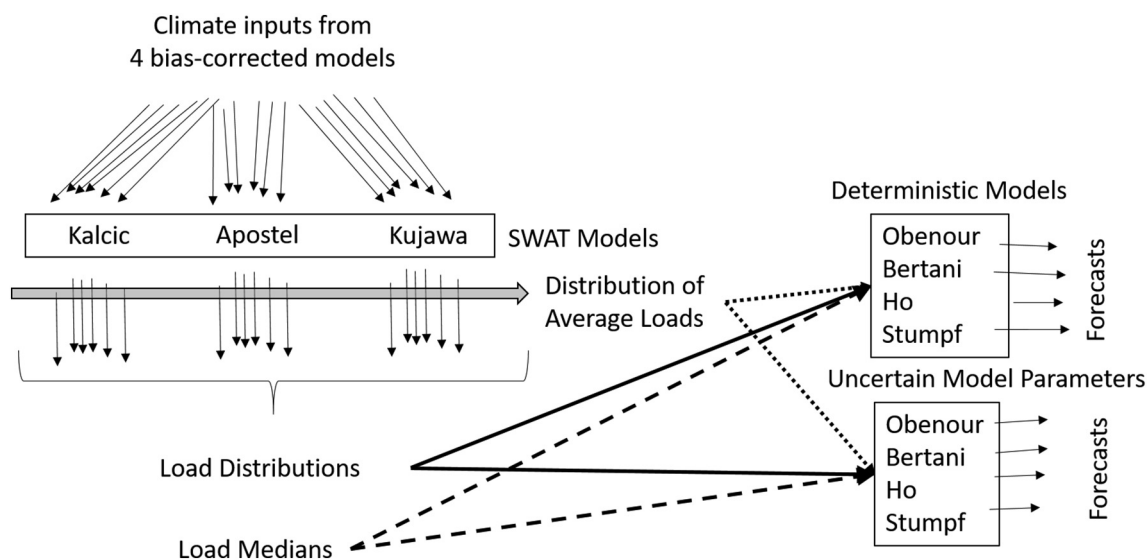 Climate inputs from
4 bias-corrected models
Kalcic Apostel Kujawa
SWAT Models
Distribution of
Average Loads
Load Distributions
Load Medians
Deterministic Models
Obenour
Bertani
Ho
Stumpf
Forecasts
Uncertain Model Parameters
Obenour
Bertani
Ho
Stumpf
Forecasts